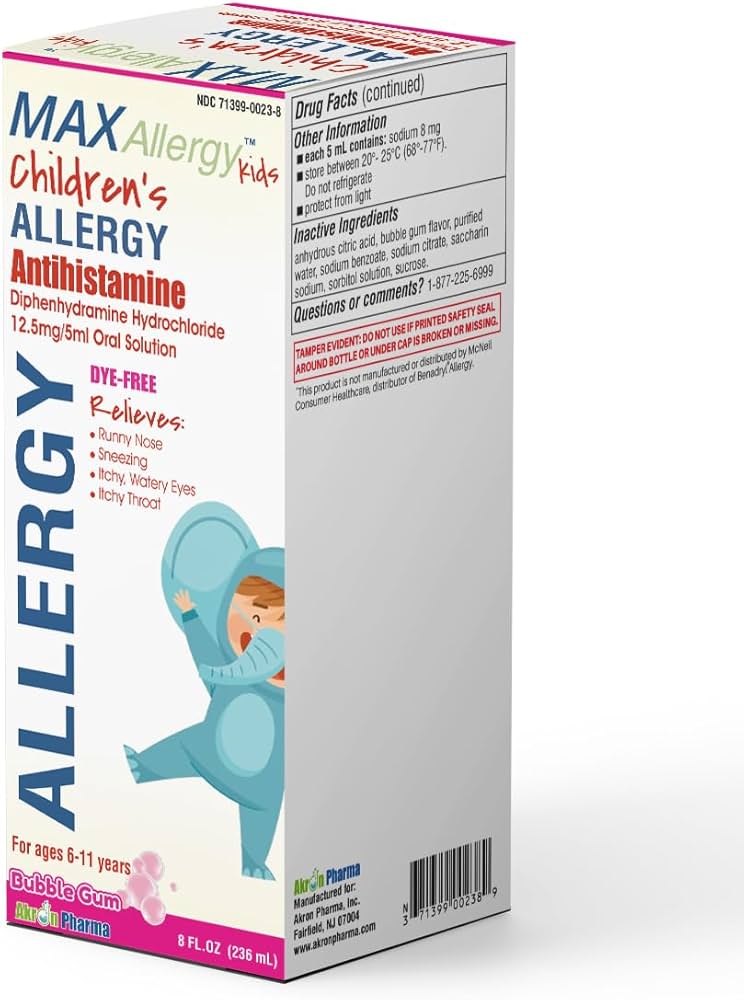 MAXAllergy™ kids
Children's
ALLERGY
Antihistamine
NDC 71399-0023-8
MAXAllergy™ kids
Children's
ALLERGY
Antihistamine
Diphenhydramine Hydrochloride
12.5mg/5ml Oral Solution
DYE-FREE
Relieves:
• Runny Nose
• Sneezing
• Itchy, Watery Eyes
• Itchy Throat
ALLERGY
For ages 6-11 years
Bubble Gum
Akron Pharma
8 FL.OZ (236 mL)
Drug Facts (continued)
Other Information
■ each 5 mL contains: sodium 8 mg
■ store between 20°- 25°C (68°-77°F).
Do not refrigerate
■ protect from light
Inactive Ingredients
anhydrous citric acid, bubble gum flavor, purified
water, sodium benzoate, sodium citrate, saccharin
sodium, sorbitol solution, sucrose.
Questions or comments? 1-877-225-6999
TAMPER EVIDENT: DO NOT USE IF PRINTED SAFETY SEAL
AROUND BOTTLE OR UNDER CAP IS BROKEN OR MISSING.
*This product is not manufactured or distributed by McNeil
Consumer Healthcare, distributor of Benadryl® Allergy.
Akron Pharma
Manufactured for:
Akron Pharma, Inc.
Fairfield, NJ 07004
www.akronpharma.com
N
3 71399 00238 9